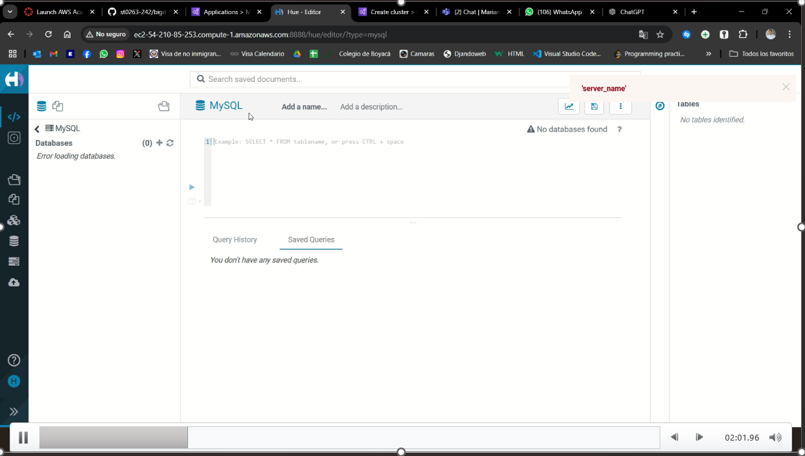 Launch AWS Aca
st0263-242/bigd
Applications > N
Hue - Editor
Create cluster >
(2) Chat | Marian
(106) WhatsApp
ChatGPT
No seguro
ec2-54-210-85-253.compute-1.amazonaws.com:8888/hue/editor/?type=mysql
Visa de no inmigran...
Visa Calendario
Colegio de Boyacá
Camaras
Djandoweb
HTML
Visual Studio Code...
Programming practi...
»
Todos los favoritos
Search saved documents...
'server_name'
MySQL
Add a name...
Add a description...
Tables
No tables identified.
MySQL
Databases
(0)
Error loading databases.
No databases found
?
1
Example: SELECT * FROM tablename, or press CTRL + space
Query History
Saved Queries
You don't have any saved queries.
H
02:01.96